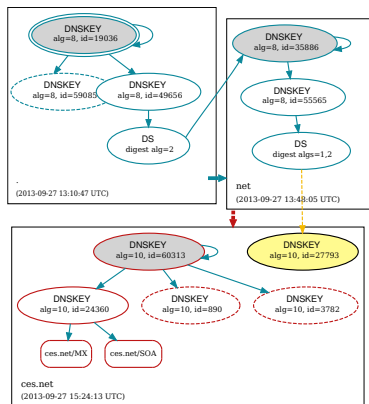 DNSKEY
alg=8, id=19036
DNSKEY
alg=8, id=59085
DNSKEY
alg=8, id=49656
DS
digest alg=2
.
(2013-09-27 13:10:47 UTC)
DNSKEY
alg=8, id=35886
DNSKEY
alg=8, id=55565
DS
digest algs=1,2
net
(2013-09-27 13:48:05 UTC)
DNSKEY
alg=10, id=60313
DNSKEY
alg=10, id=27793
DNSKEY
alg=10, id=24360
DNSKEY
alg=10, id=890
DNSKEY
alg=10, id=3782
ces.net/MX
ces.net/SOA
ces.net
(2013-09-27 15:24:13 UTC)